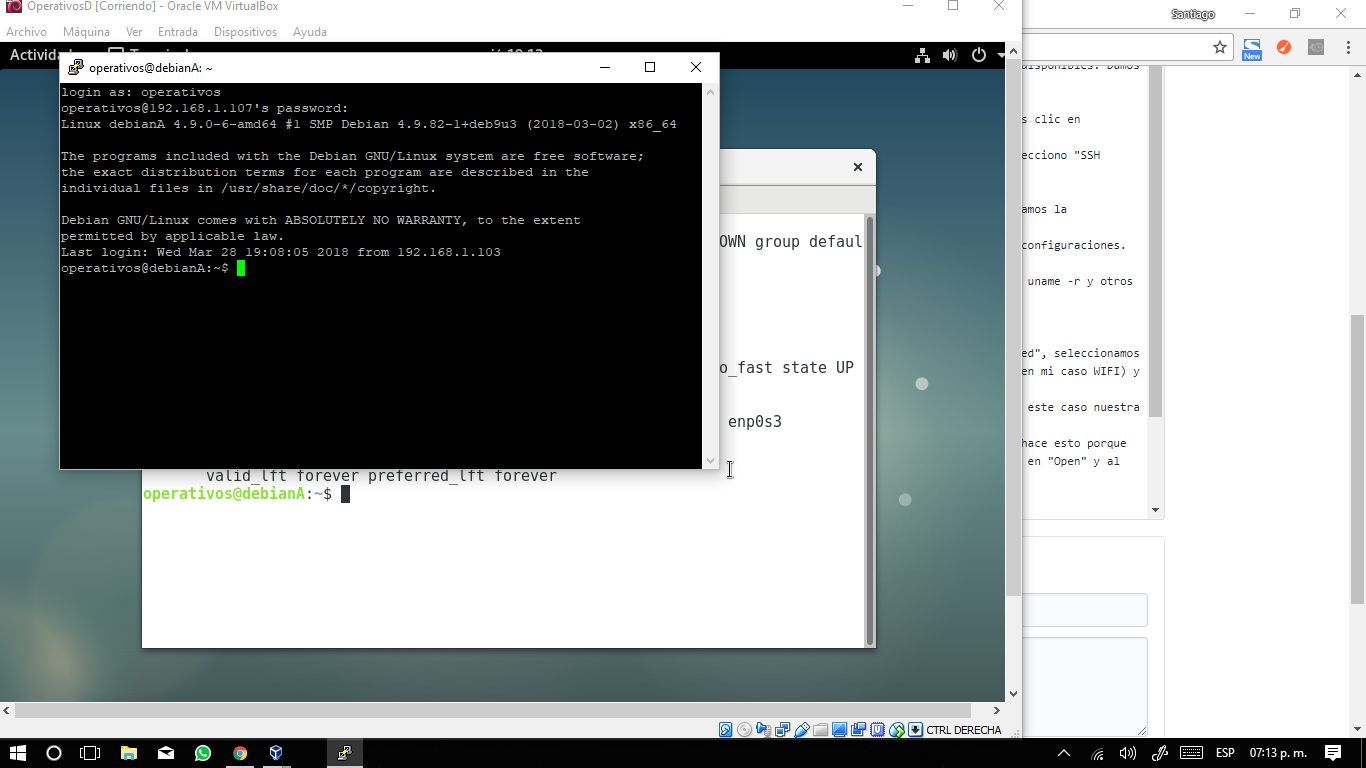 OperativosD [Corriendo] - Oracle VM VirtualBox
Archivo Máquina Ver Entrada Dispositivos Ayuda
operativos@debianA: ~
login as: operativos
operativos@192.168.1.107's password:
Linux debianA 4.9.0-6-amd64 #1 SMP Debian 4.9.82-1+deb9u3 (2018-03-02) x86_64
The programs included with the Debian GNU/Linux system are free software;
the exact distribution terms for each program are described in the
individual files in /usr/share/doc/*/copyright.
Debian GNU/Linux comes with ABSOLUTELY NO WARRANTY, to the extent
permitted by applicable law.
Last login: Wed Mar 28 19:08:05 2018 from 192.168.1.103
operativos@debianA:~$
OWN group defaul
o_fast state UP
enp0s3
valid_lft forever preferred_lft forever
operativos@debianA:~$
CTRL DERECHA
Santiago
New
disponibles. Damos
s clic en
ecciono "SSH
amos la
configuraciones.
uname -r y otros
ed", seleccionamos
en mi caso WIFI) y
este caso nuestra
hace esto porque
en "Open" y al
ESP 07:13 p. m.